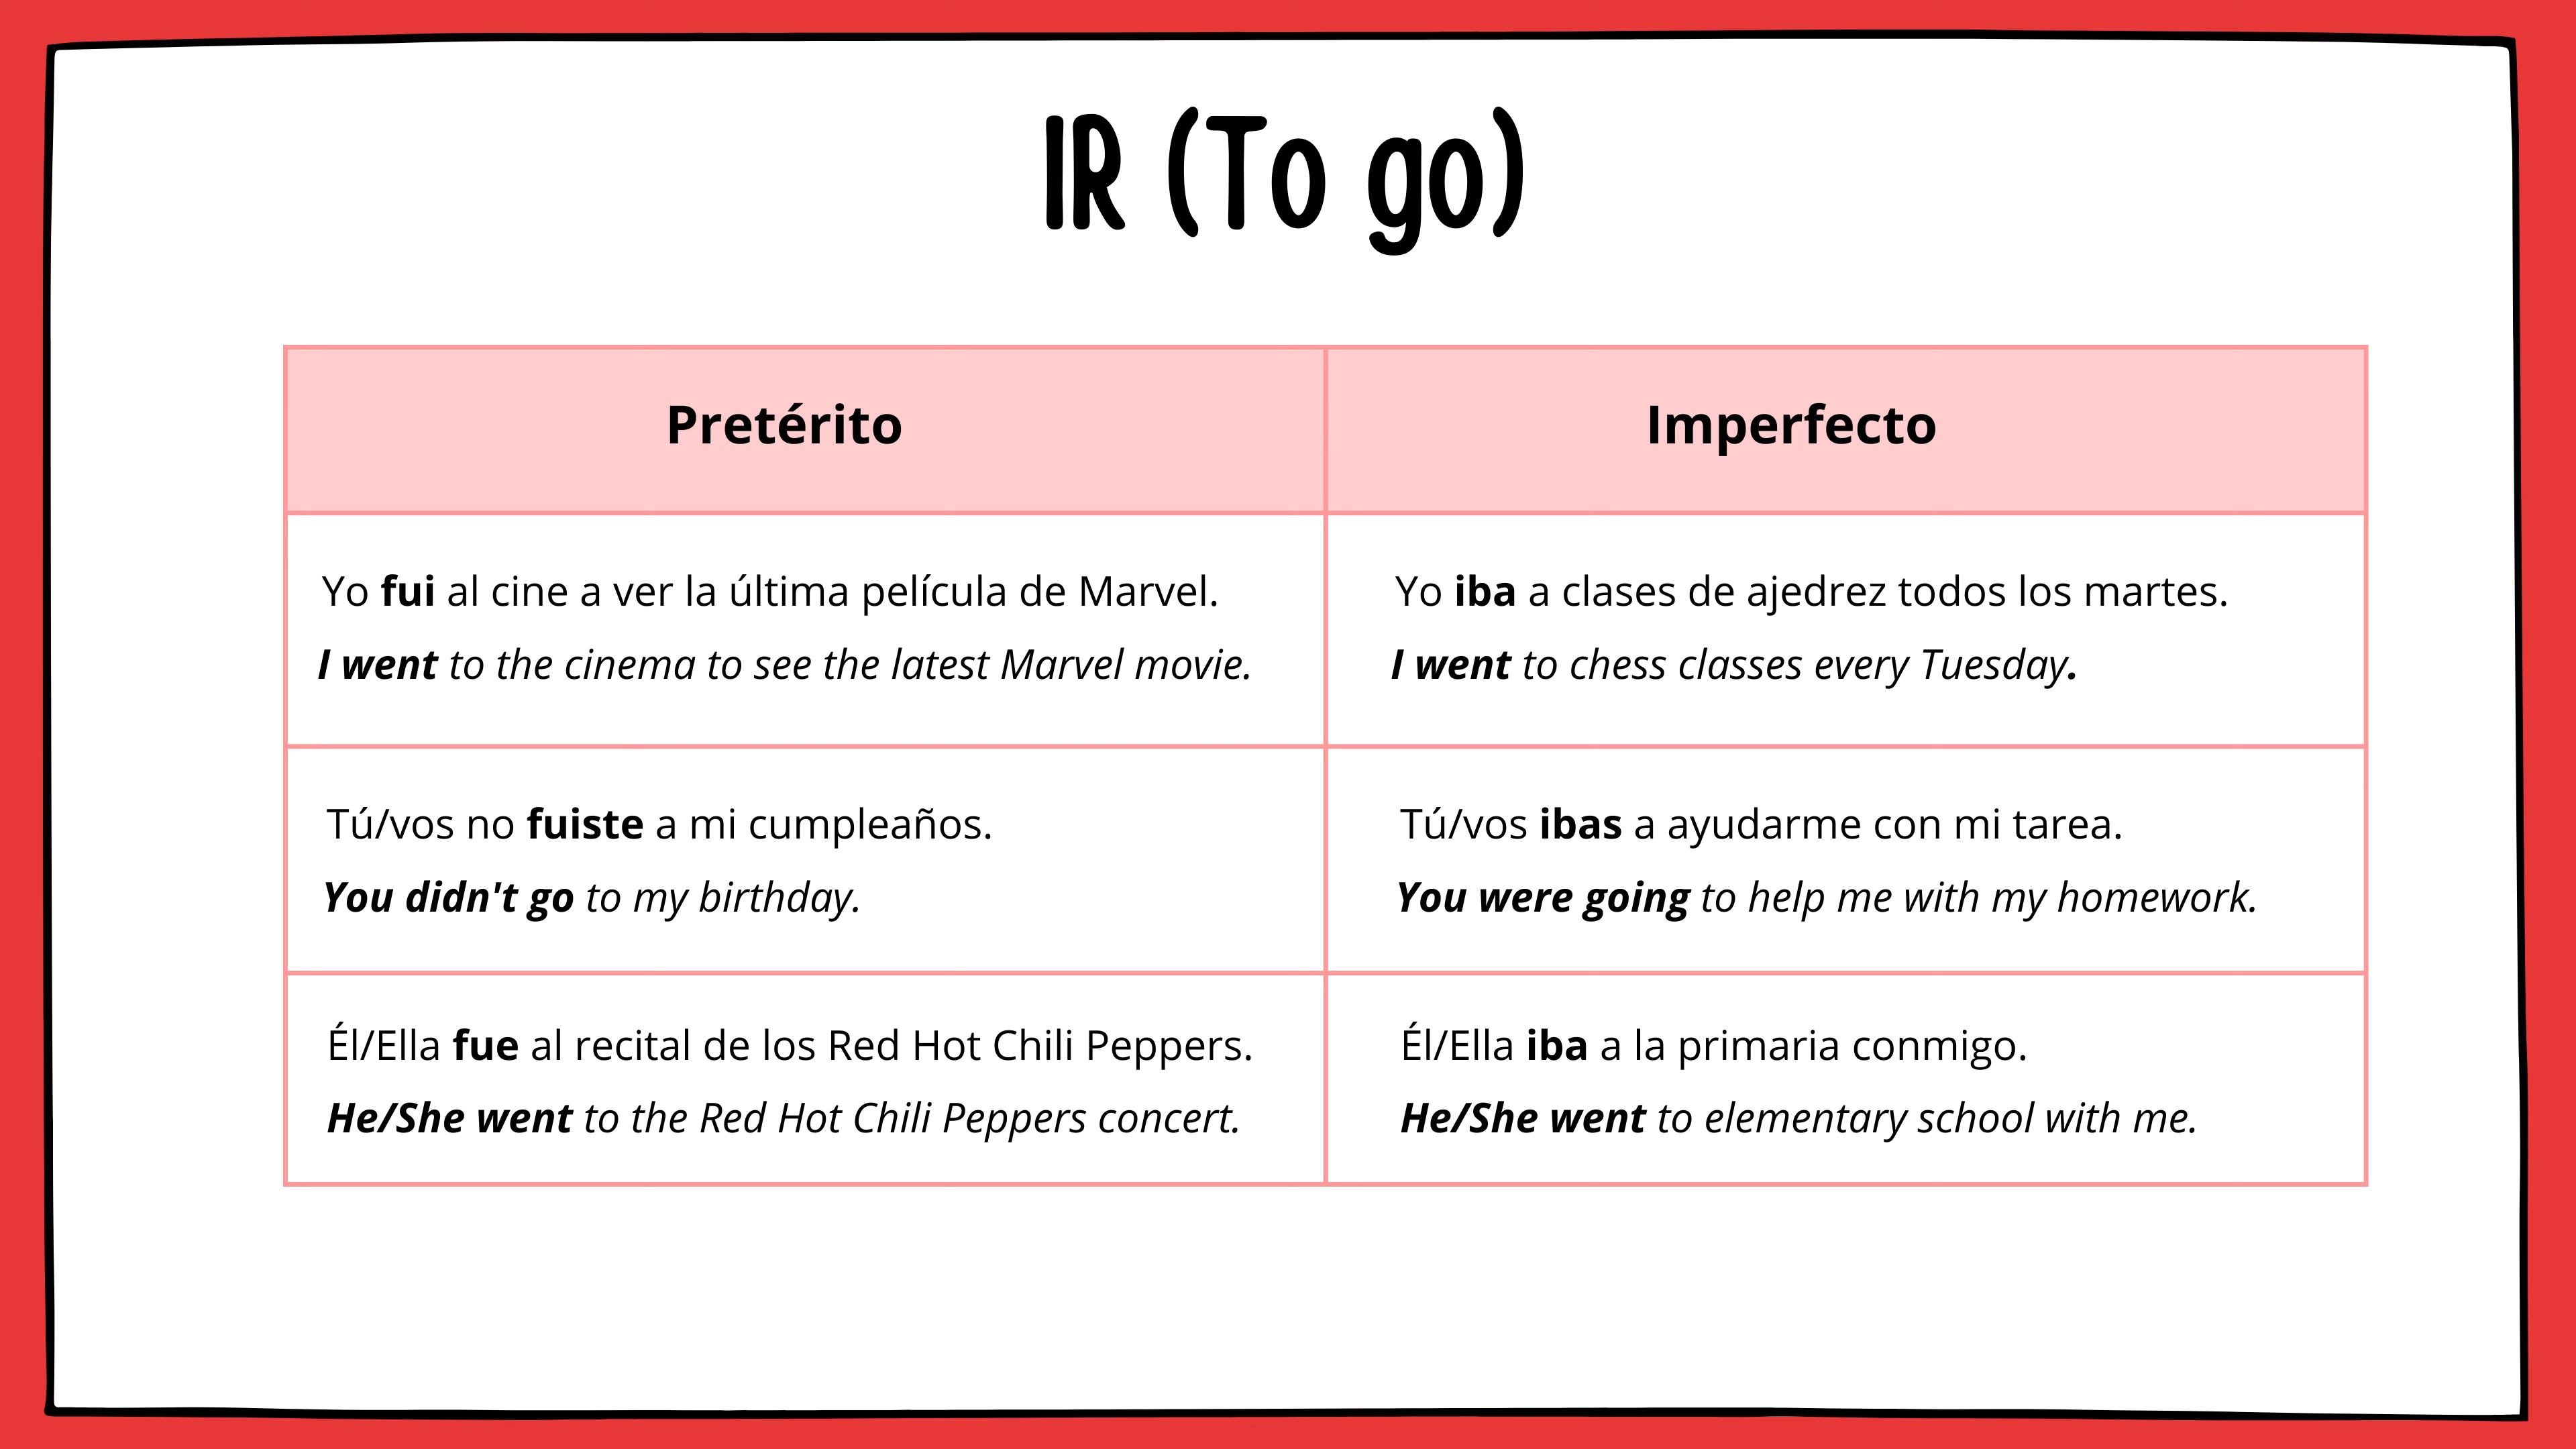 IR (To go)
Pretérito
Imperfecto
Yo fui al cine a ver la última película de Marvel.
I went to the cinema to see the latest Marvel movie.
Yo iba a clases de ajedrez todos los martes.
I went to chess classes every Tuesday.
Tú/vos no fuiste a mi cumpleaños.
You didn't go to my birthday.
Tú/vos ibas a ayudarme con mi tarea.
You were going to help me with my homework.
Él/Ella fue al recital de los Red Hot Chili Peppers.
He/She went to the Red Hot Chili Peppers concert.
Él/Ella iba a la primaria conmigo.
He/She went to elementary school with me.